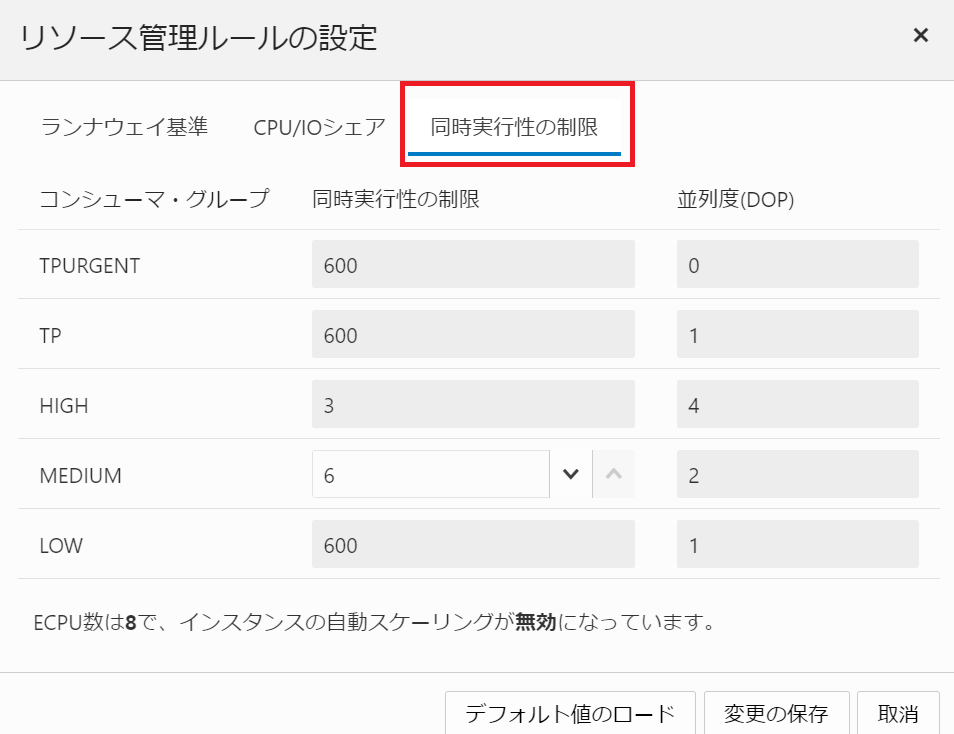 リソース管理ルールの設定 ×
ランナウェイ基準 CPU/IOシェア 同時実行性の制限
コンシューマ・グループ 同時実行性の制限 並列度(DOP)
TPURGENT 600 0
TP 600 1
HIGH 3 4
MEDIUM 6 2
LOW 600 1
ECPU数は8で、インスタンスの自動スケーリングが無効になっています。
デフォルト値のロード 変更の保存 取消